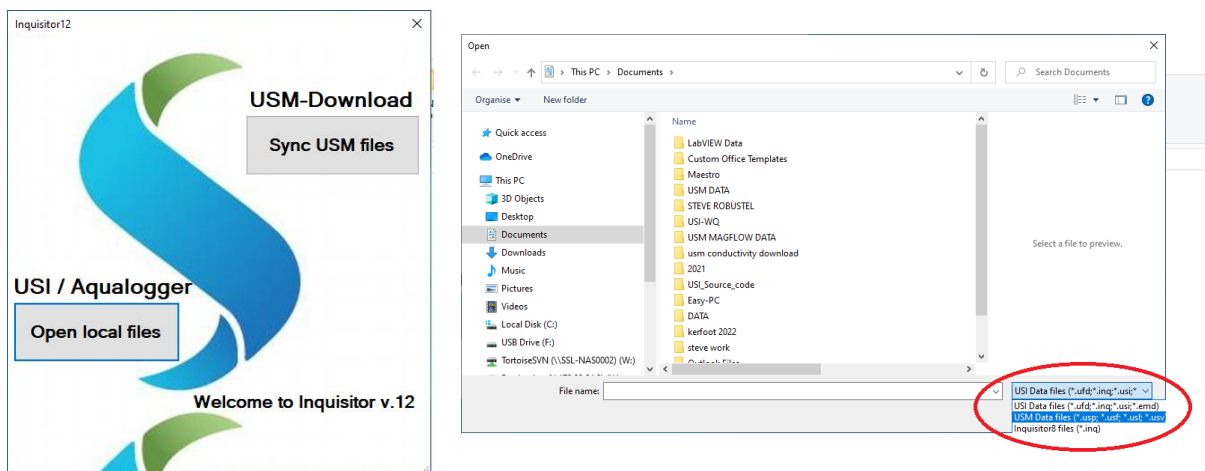 Inquisitor12
USM-Download
Sync USM files
USI / Aqualogger
Open local files
Welcome to Inquisitor v.12
Open
This PC > Documents >
Search Documents
Organise
New folder
Quick access
OneDrive
This PC
3D Objects
Desktop
Documents
Downloads
Music
Pictures
Videos
Local Disk (C:)
USB Drive (F:)
TortoiseSVN (\\SSL-NAS0002) (W:)
Name
LabVIEW Data
Custom Office Templates
Maestro
USM DATA
STEVE ROBUSTEL
USI-WQ
USM MAGFLOW DATA
usm conductivity download
2021
USI_Source_code
Easy-PC
DATA
kerfoot 2022
steve work
Outlook Files
Select a file to preview.
File name:
USI Data files (*.ufd;*.inq;*.usi;*
USI Data files (*.ufd;*.inq;*.usi;*.emd)
USM Data files (*.usp; *.usf; *.usl; *.usv
Inquisitor8 files (*.inq)